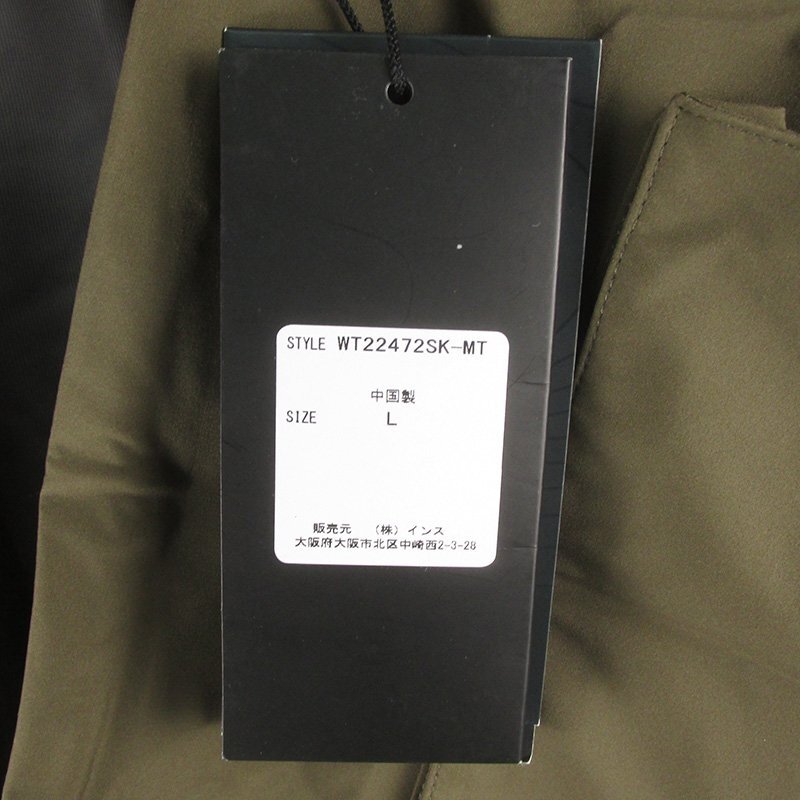 STYLE WT22472SK-MT
中国製
SIZE L
販売元 (株)インス
大阪府大阪市北区中崎西2-3-28